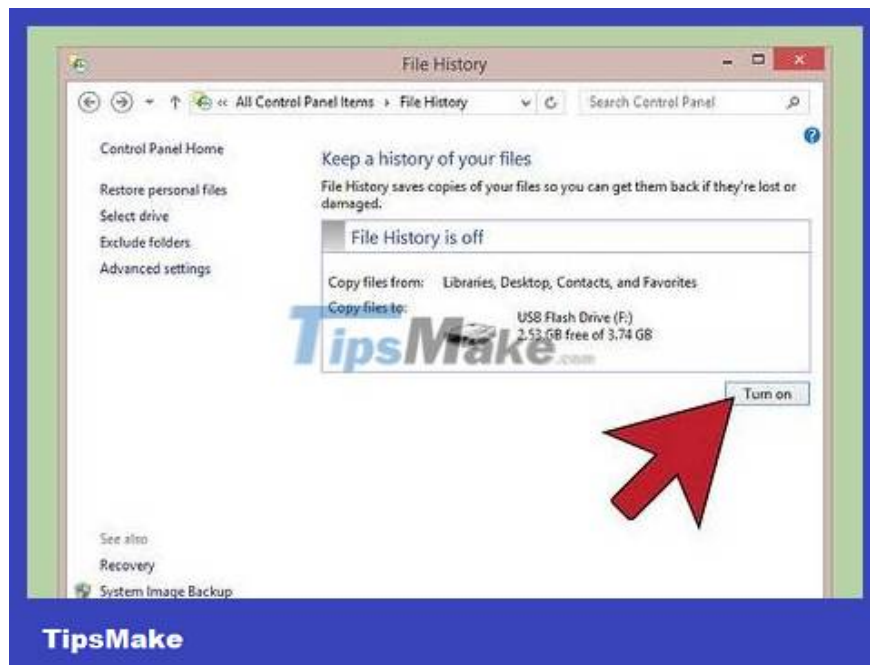 File History
« All Control Panel Items › File History
Search Control Panel
Control Panel Home
Restore personal files
Select drive
Exclude folders
Advanced settings
Keep a history of your files
File History saves copies of your files so you can get them back if they're lost or
damaged.
File History is off
Copy files from: Libraries, Desktop, Contacts, and Favorites
Copy files to:
USB Flash Drive (F:)
2.53 GB free of 3.74 GB
TipsMake.com
Turn on
See also
Recovery
System Image Backup
TipsMake